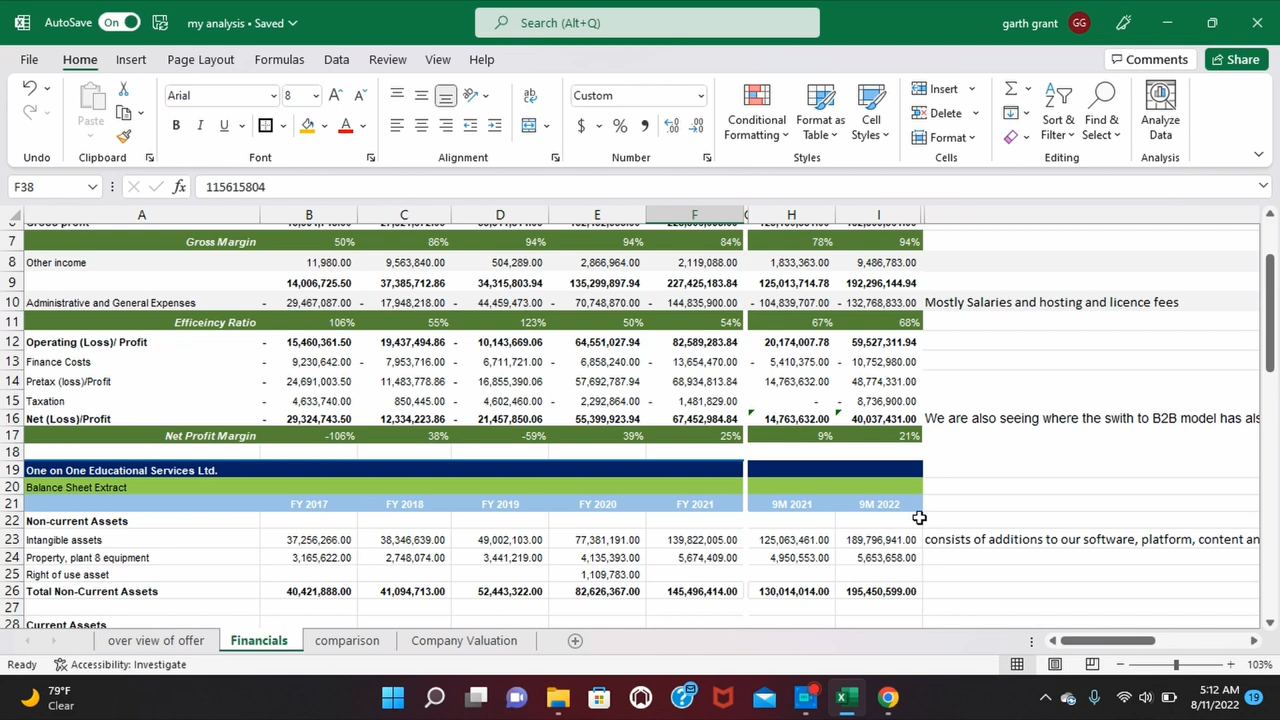 AutoSave On my analysis • Saved Search (Alt+Q) garth grant GG
File Home Insert Page Layout Formulas Data Review View Help Comments Share
Paste Arial 8 Custom Conditional Formatting Format as Table Cell Styles Insert Delete Format Sort & Filter Find & Select Analyze Data
Undo Clipboard Font Alignment Number Styles Cells Editing Analysis
F38 fx 115615804
A B C D E F H I
7 Gross Margin 50% 86% 94% 94% 84% 78% 94%
8 Other income 11,980.00 9,563,840.00 504,289.00 2,866,964.00 2,119,088.00 1,833,363.00 9,486,783.00
9 14,006,725.50 37,385,712.86 34,315,803.94 135,299,897.94 227,425,183.84 125,013,714.78 192,296,144.94
10 Administrative and General Expenses - 29,467,087.00 - 17,948,218.00 - 44,459,473.00 - 70,748,870.00 - 144,835,900.00 - 104,839,707.00 - 132,768,833.00 Mostly Salaries and hosting and licence fees
11 Efficeincy Ratio 106% 55% 123% 50% 54% 67% 68%
12 Operating (Loss)/ Profit - 15,460,361.50 19,437,494.86 - 10,143,669.06 64,551,027.94 82,589,283.84 20,174,007.78 59,527,311.94
13 Finance Costs - 9,230,642.00 - 7,953,716.00 - 6,711,721.00 - 6,858,240.00 - 13,654,470.00 - 5,410,375.00 - 10,752,980.00
14 Pretax (loss)/Profit - 24,691,003.50 11,483,778.86 - 16,855,390.06 57,692,787.94 68,934,813.84 14,763,632.00 48,774,331.00
15 Taxation - 4,633,740.00 850,445.00 - 4,602,460.00 - 2,292,864.00 - 1,481,829.00 - - 8,736,900.00
16 Net (Loss)/Profit - 29,324,743.50 12,334,223.86 - 21,457,850.06 55,399,923.94 67,452,984.84 14,763,632.00 40,037,431.00 We are also seeing where the swith to B2B model has als
17 Net Profit Margin -106% 38% -59% 39% 25% 9% 21%
18
19 One on One Educational Services Ltd.
20 Balance Sheet Extract
21 FY 2017 FY 2018 FY 2019 FY 2020 FY 2021 9M 2021 9M 2022
22 Non-current Assets
23 Intangible assets 37,256,266.00 38,346,639.00 49,002,103.00 77,381,191.00 139,822,005.00 125,063,461.00 189,796,941.00 consists of additions to our software, platform, content an
24 Property, plant & equipment 3,165,622.00 2,748,074.00 3,441,219.00 4,135,393.00 5,674,409.00 4,950,553.00 5,653,658.00
25 Right of use asset 1,109,783.00
26 Total Non-Current Assets 40,421,888.00 41,094,713.00 52,443,322.00 82,626,367.00 145,496,414.00 130,014,014.00 195,450,599.00
27
28 Current Assets
over view of offer Financials comparison Company Valuation
Ready Accessibility: Investigate 103%
79°F 5:12 AM
Clear 8/11/2022 19